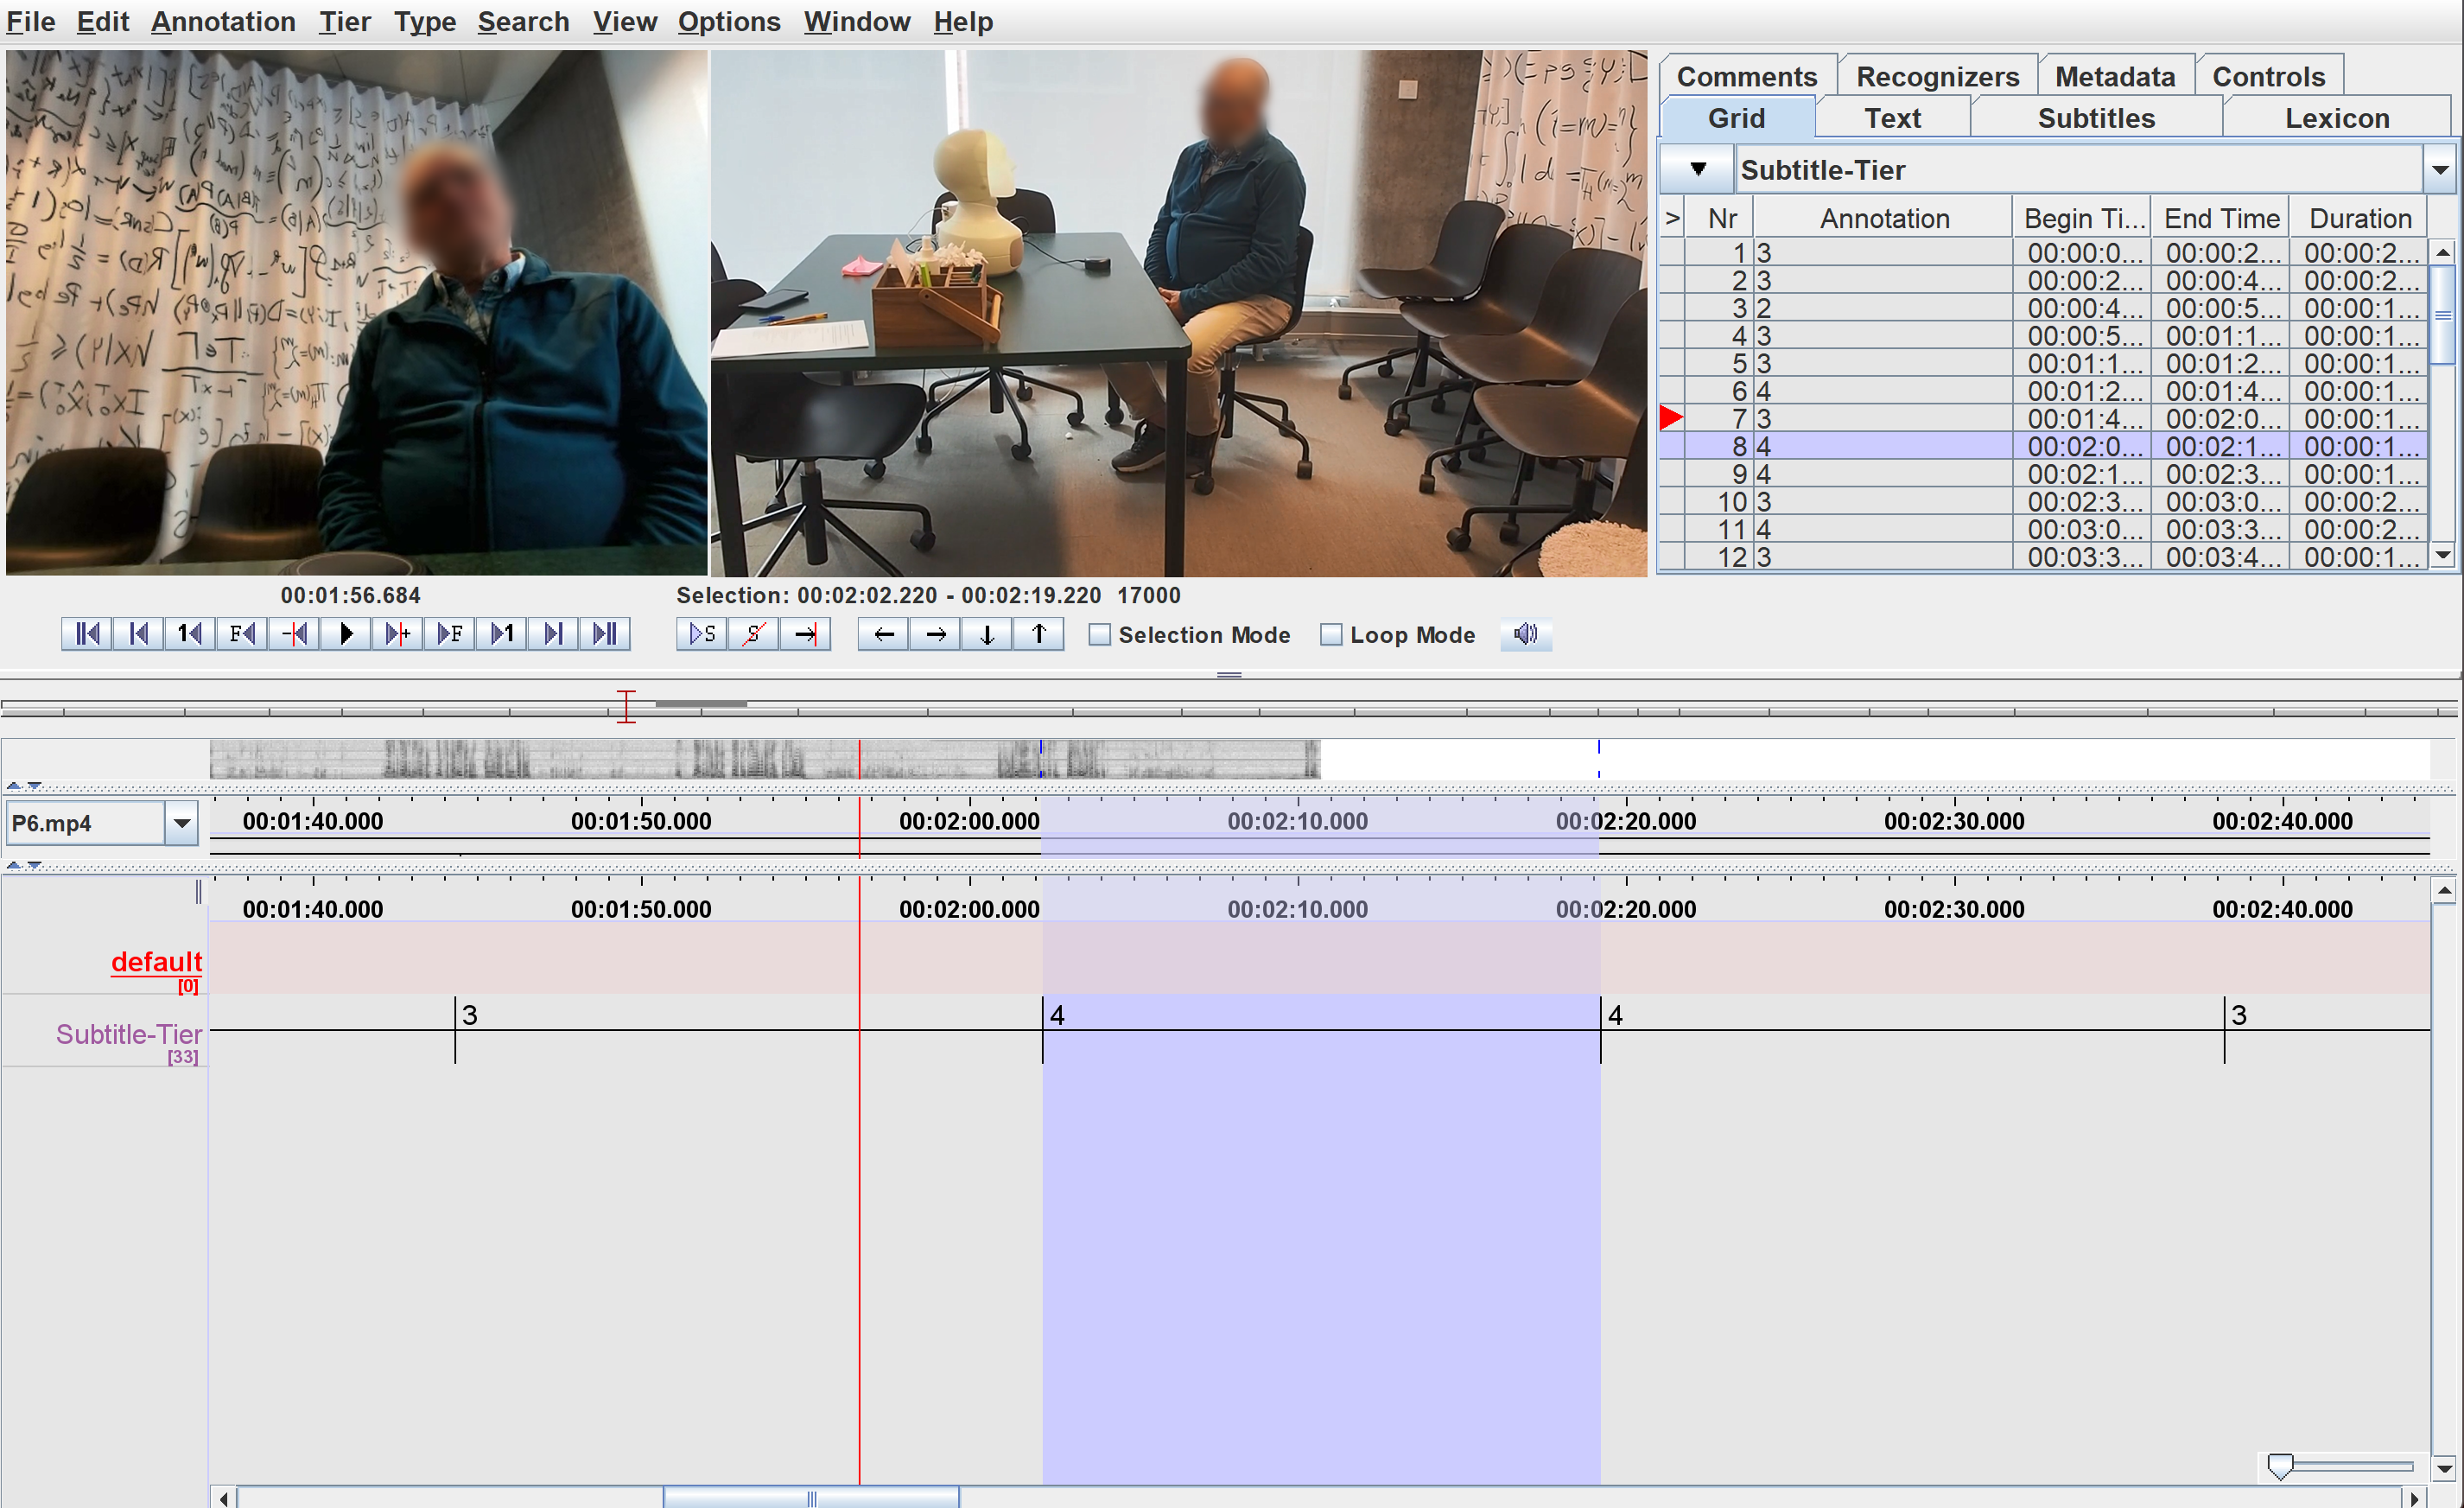 File Edit Annotation Tier Type Search View Options Window Help
Comments Recognizers Metadata Controls
Grid Text Subtitles Lexicon
Subtitle-Tier
> Nr Annotation Begin Ti... End Time Duration
1 3 00:00:0... 00:00:2... 00:00:2...
2 3 00:00:2... 00:00:4... 00:00:2...
3 2 00:00:4... 00:00:5... 00:00:1...
4 3 00:00:5... 00:01:1... 00:00:1...
5 3 00:01:1... 00:01:2... 00:00:1...
6 4 00:01:2... 00:01:4... 00:00:1...
7 3 00:01:4... 00:02:0... 00:00:1...
8 4 00:02:0... 00:02:1... 00:00:1...
9 4 00:02:1... 00:02:3... 00:00:1...
10 3 00:02:3... 00:03:0... 00:00:2...
11 4 00:03:0... 00:03:3... 00:00:2...
12 3 00:03:3... 00:03:4... 00:00:1...
00:01:56.684
Selection: 00:02:02.220 - 00:02:19.220 17000
1 F F 1 S S Selection Mode Loop Mode
P6.mp4
00:01:40.000 00:01:50.000 00:02:00.000 00:02:10.000 00:02:20.000 00:02:30.000 00:02:40.000
00:01:40.000 00:01:50.000 00:02:00.000 00:02:10.000 00:02:20.000 00:02:30.000 00:02:40.000
default
[0]
3 4 4 3
Subtitle-Tier
[33]